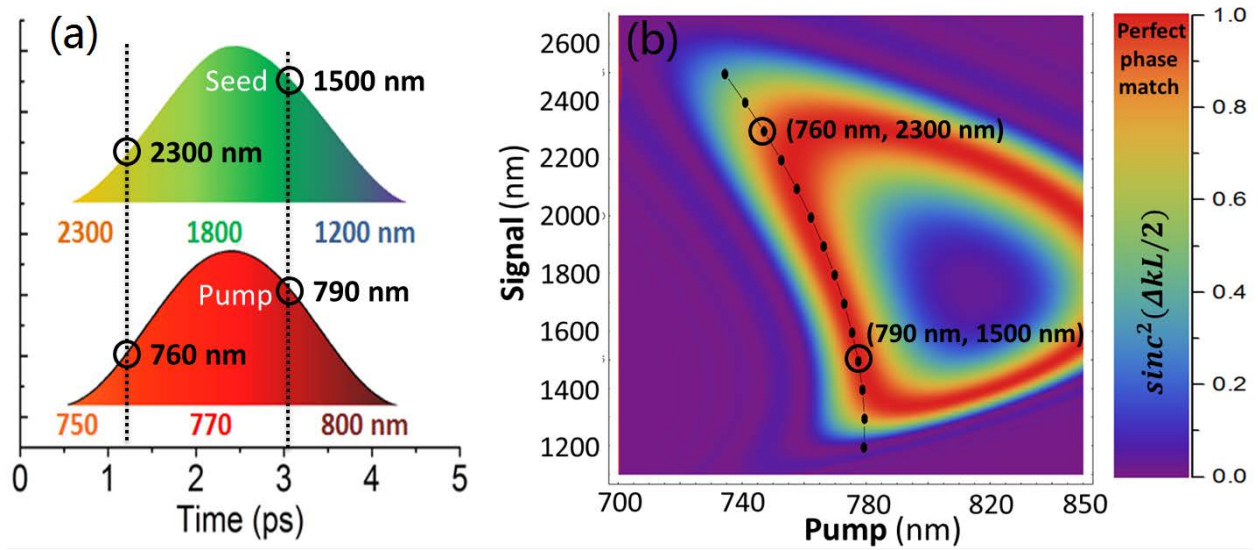 (a)
Seed
1500 nm
2300 nm
2300 1800 1200 nm
Pump
790 nm
760 nm
750 770 800 nm
0 1 2 3 4 5
Time (ps)
(b)
Signal (nm)
2600
2400
2200
2000
1800
1600
1400
1200
(760 nm, 2300 nm)
(790 nm, 1500 nm)
700 740 780 820 850
Pump (nm)
Perfect
phase
match
sinc²(ΔkL/2)
1.0
0.8
0.6
0.4
0.2
0.0